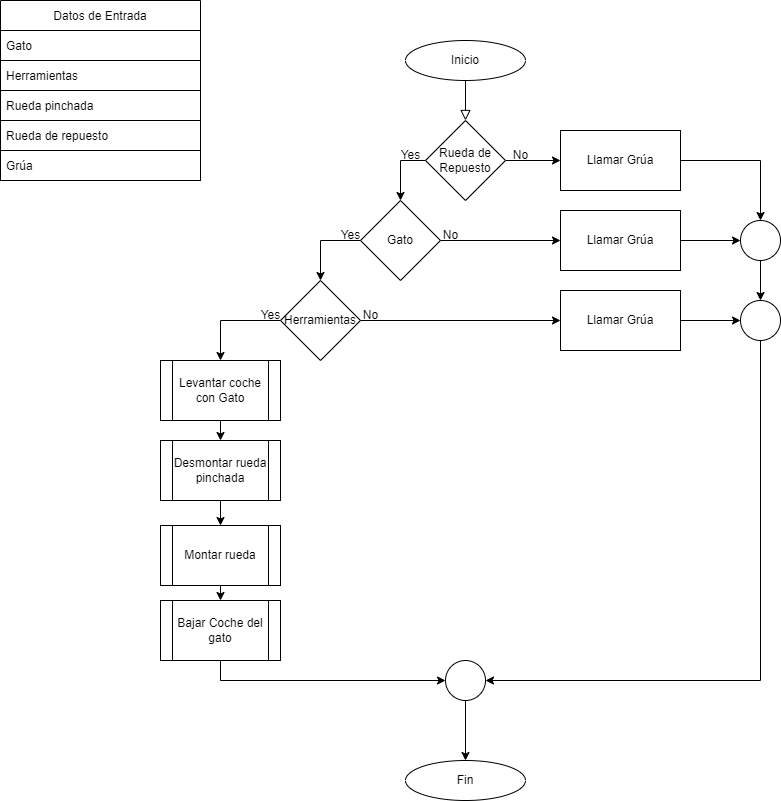 Datos de Entrada
Gato
Herramientas
Rueda pinchada
Rueda de repuesto
Grúa
Inicio
Yes
Rueda de
Repuesto
No
Llamar Grúa
Yes
Gato
No
Llamar Grúa
Yes
Herramientas
No
Llamar Grúa
Levantar coche
con Gato
Desmontar rueda
pinchada
Montar rueda
Bajar Coche del
gato
Fin